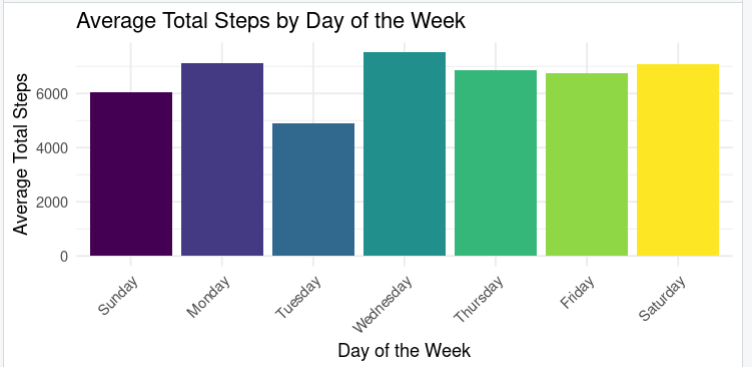 Average Total Steps by Day of the Week
Average Total Steps
6000
4000
2000
0
Sunday
Monday
Tuesday
Wednesday
Thursday
Friday
Saturday
Day of the Week